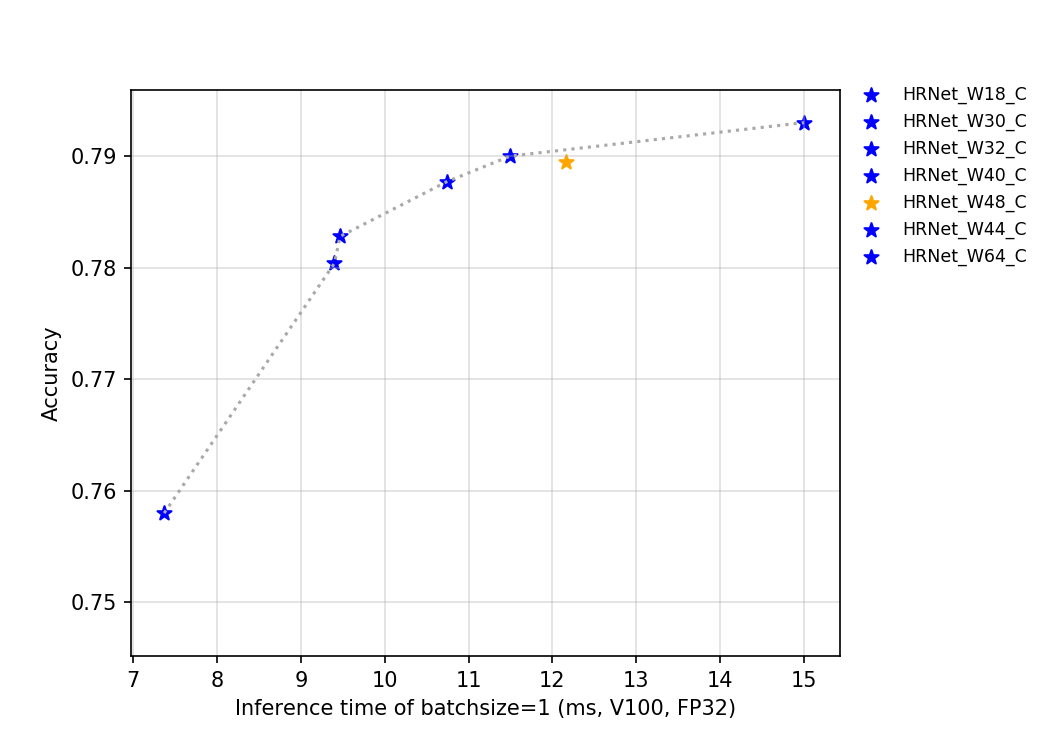 HRNet_W18_C
HRNet_W30_C
HRNet_W32_C
HRNet_W40_C
HRNet_W48_C
HRNet_W44_C
HRNet_W64_C
0.79
0.78
0.77
0.76
0.75
Accuracy
7 8 9 10 11 12 13 14 15
Inference time of batchsize=1 (ms, V100, FP32)